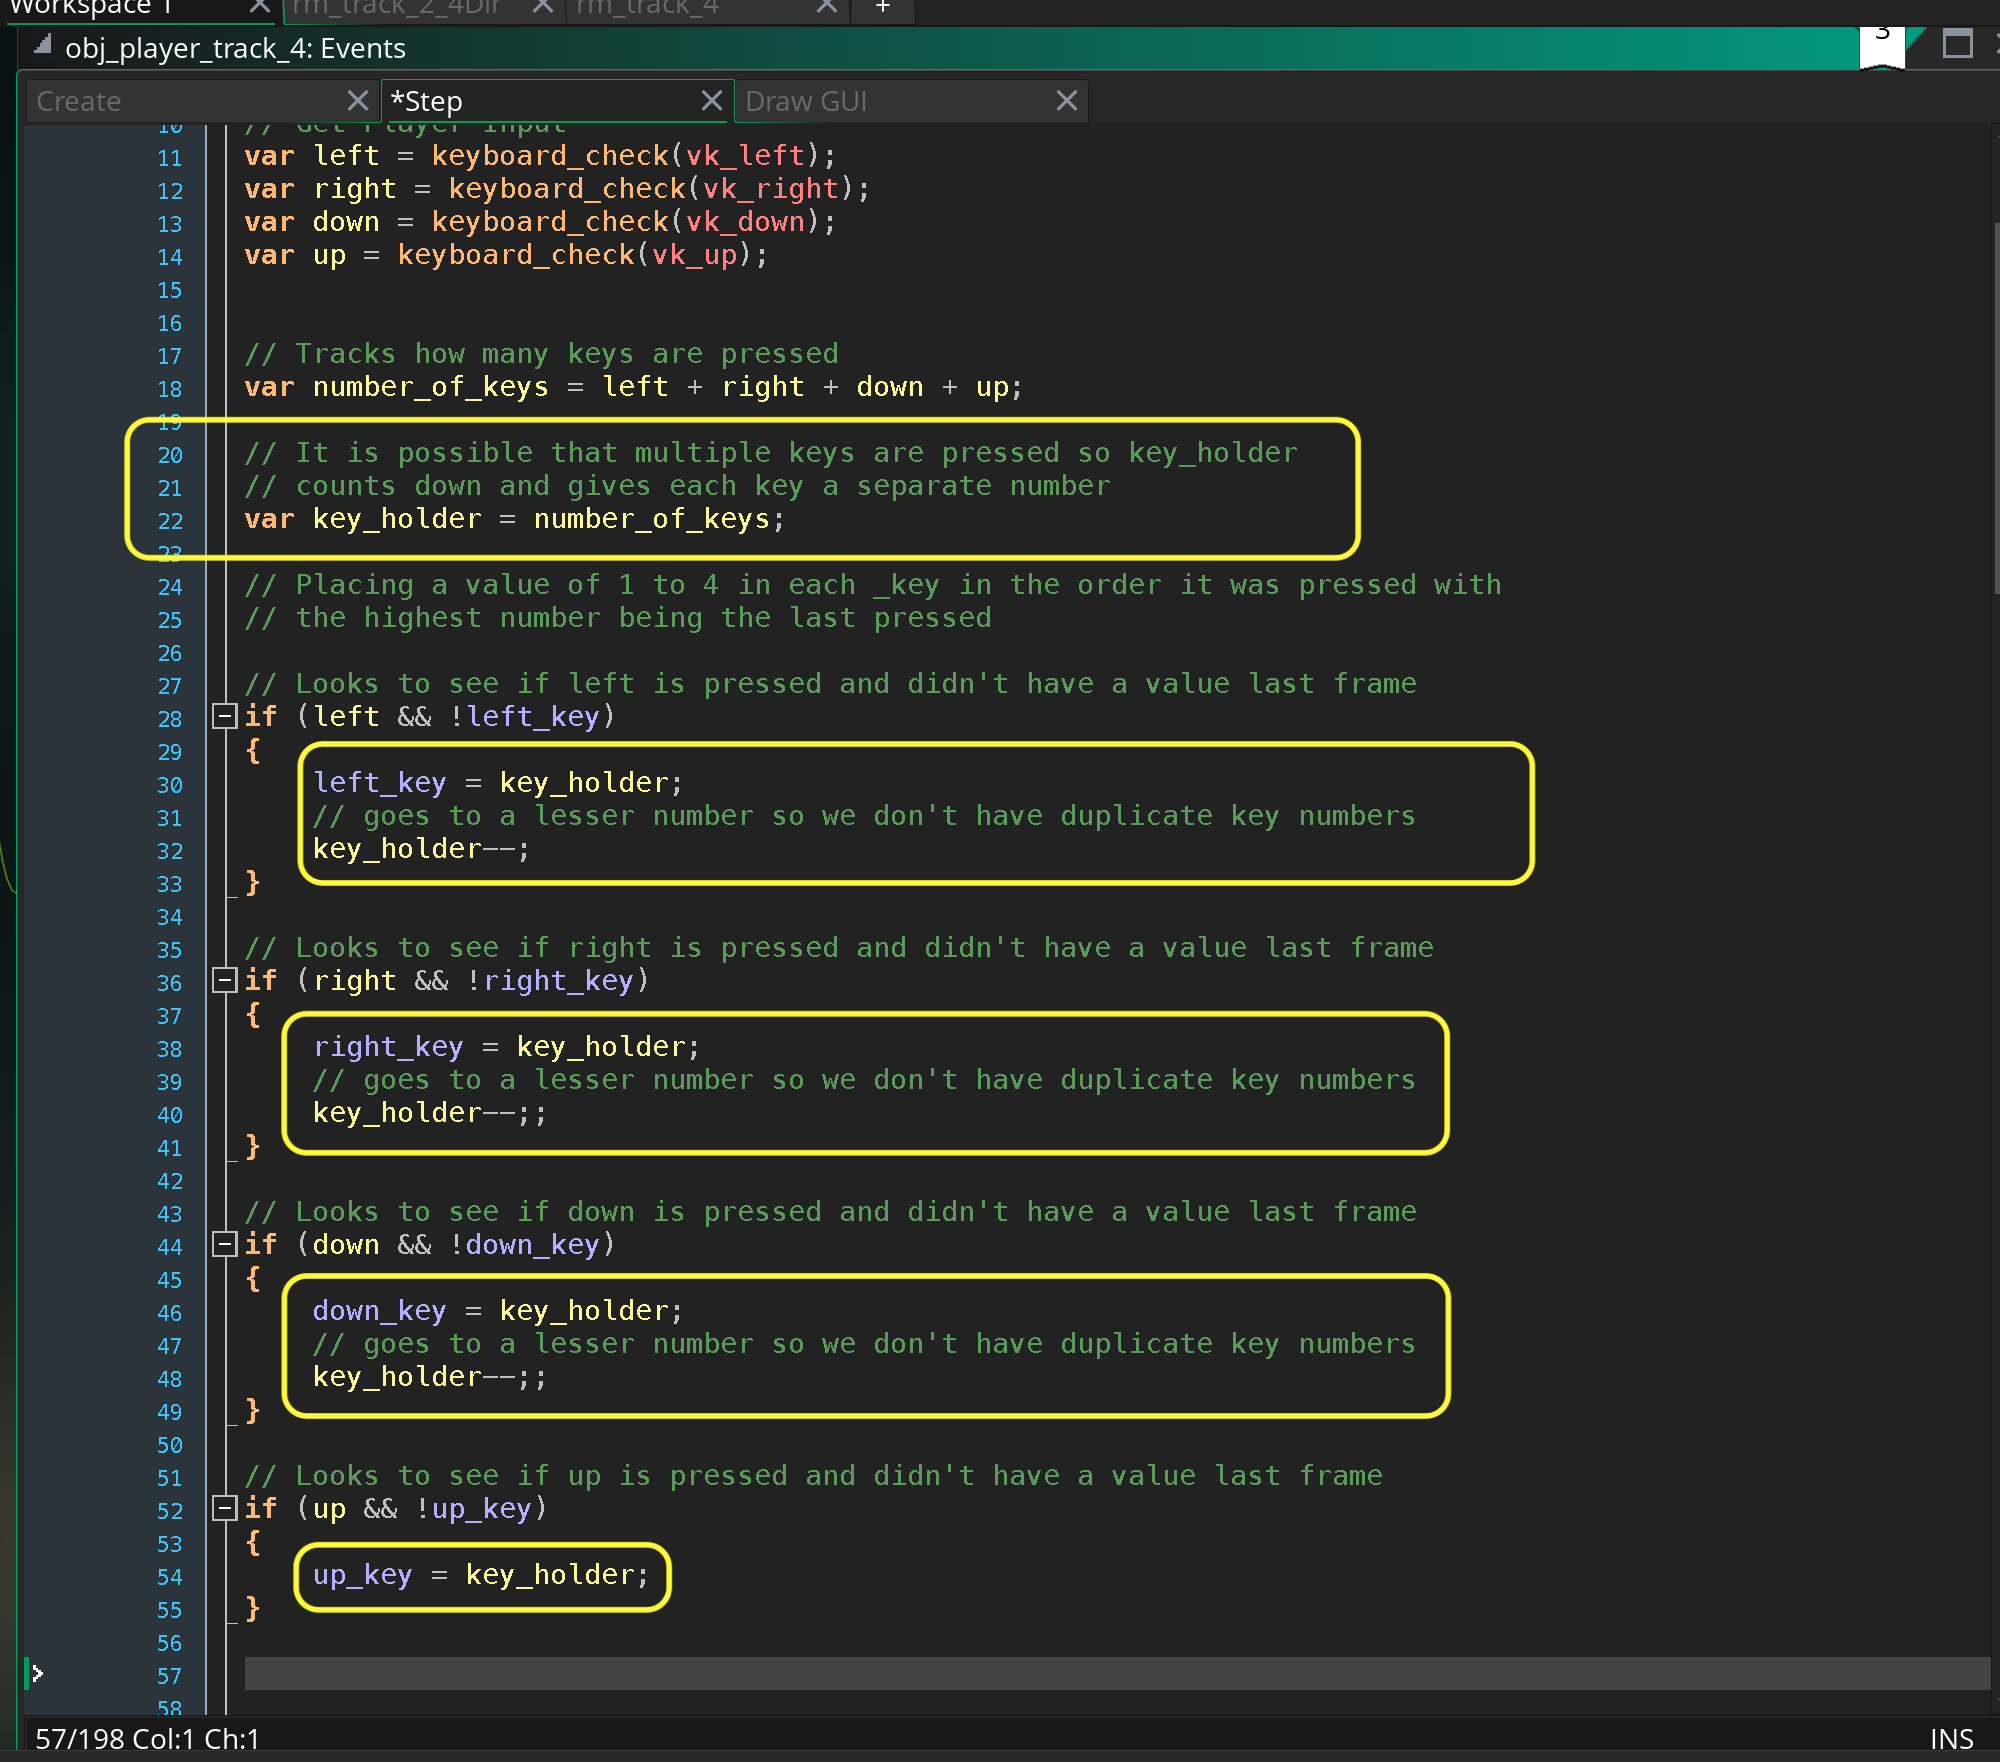 Workspace 1
rm_track_2_4Dir
rm_track_4
+
obj_player_track_4: Events
3
Create
*Step
Draw GUI
10 // Get Player Input
11 var left = keyboard_check(vk_left);
12 var right = keyboard_check(vk_right);
13 var down = keyboard_check(vk_down);
14 var up = keyboard_check(vk_up);
15
16
17 // Tracks how many keys are pressed
18 var number_of_keys = left + right + down + up;
19
20 // It is possible that multiple keys are pressed so key_holder
21 // counts down and gives each key a separate number
22 var key_holder = number_of_keys;
23
24 // Placing a value of 1 to 4 in each _key in the order it was pressed with
25 // the highest number being the last pressed
26
27 // Looks to see if left is pressed and didn't have a value last frame
28 if (left && !left_key)
29 {
30 left_key = key_holder;
31 // goes to a lesser number so we don't have duplicate key numbers
32 key_holder--;
33 }
34
35 // Looks to see if right is pressed and didn't have a value last frame
36 if (right && !right_key)
37 {
38 right_key = key_holder;
39 // goes to a lesser number so we don't have duplicate key numbers
40 key_holder--;;
41 }
42
43 // Looks to see if down is pressed and didn't have a value last frame
44 if (down && !down_key)
45 {
46 down_key = key_holder;
47 // goes to a lesser number so we don't have duplicate key numbers
48 key_holder--;;
49 }
50
51 // Looks to see if up is pressed and didn't have a value last frame
52 if (up && !up_key)
53 {
54 up_key = key_holder;
55 }
56
57
58
57/198 Col:1 Ch:1
INS